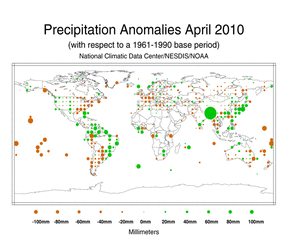 Precipitation Anomalies April 2010
(with respect to a 1961-1990 base period)
National Climatic Data Center/NESDIS/NOAA
-100mm -80mm -60mm -40mm -20mm 0mm 20mm 40mm 60mm 80mm 100mm
Millimeters